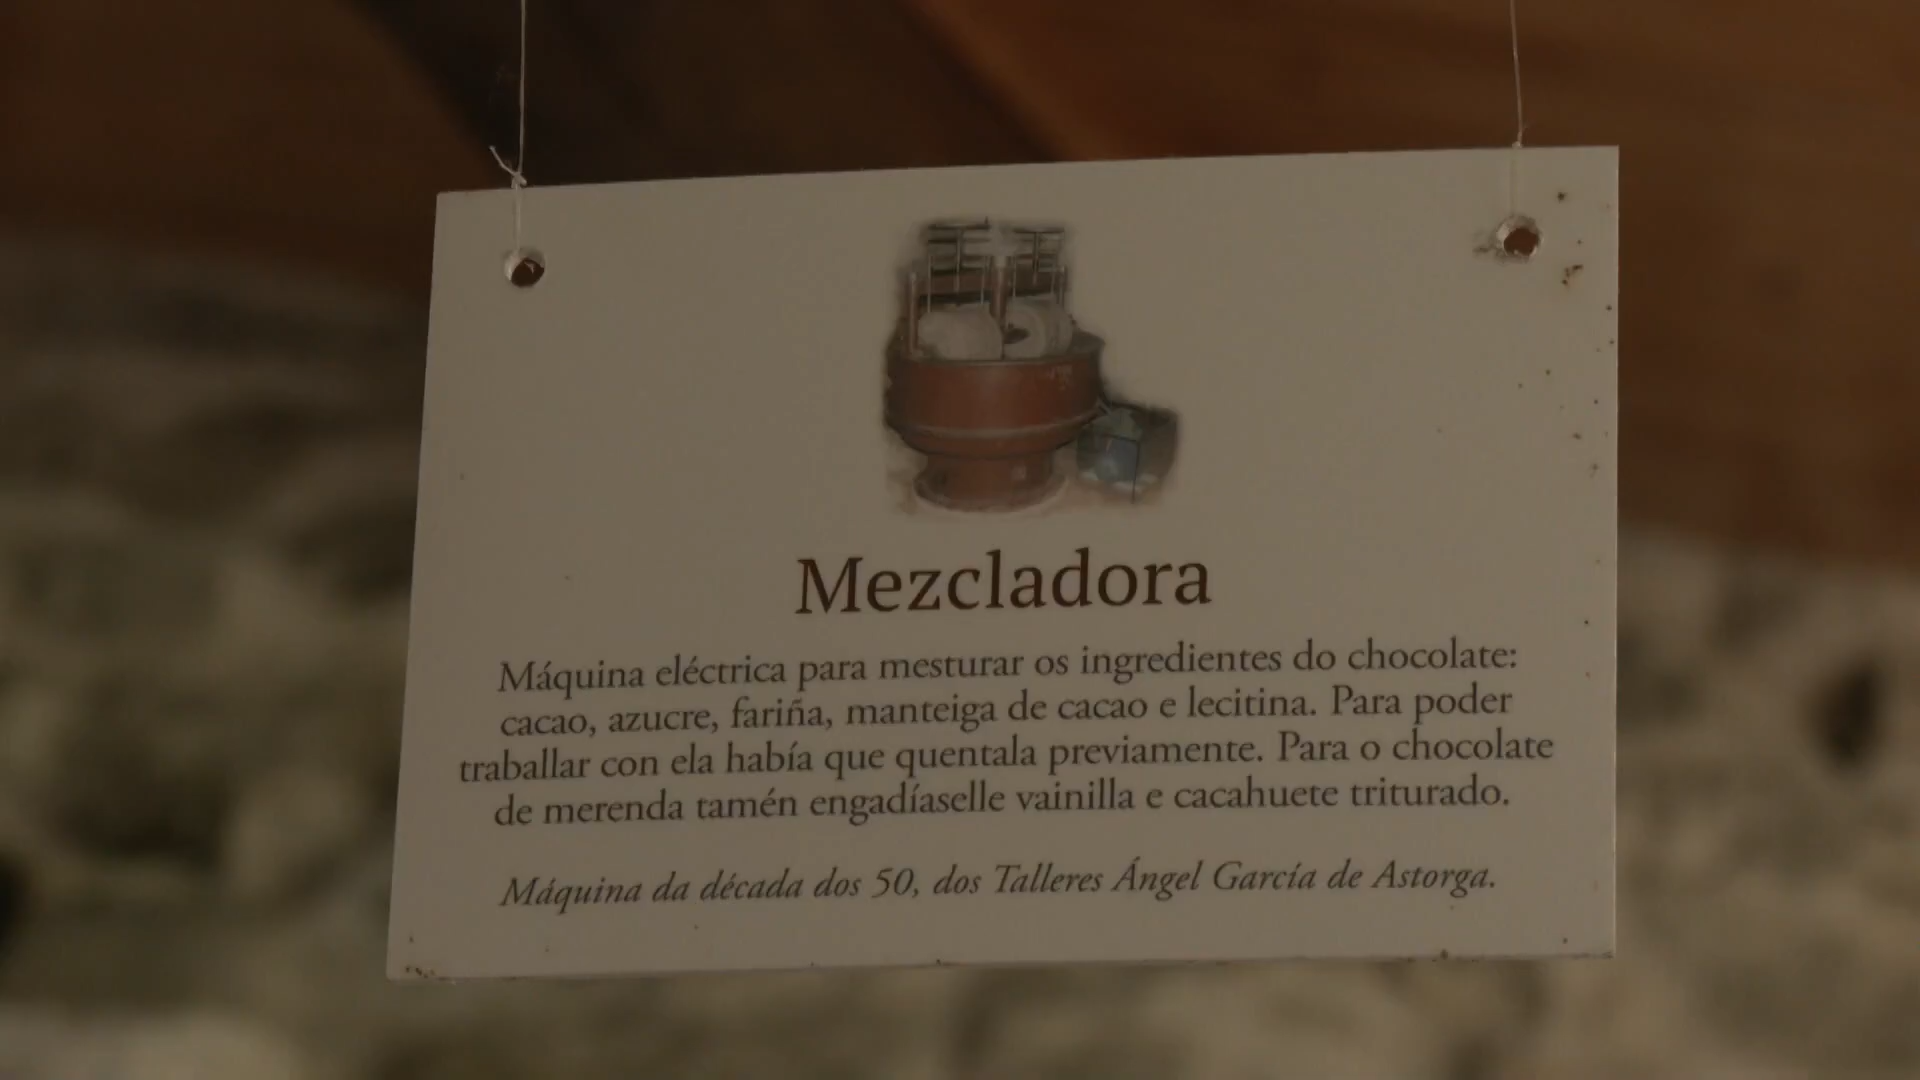 Mezcladora
Máquina eléctrica para mesturar os ingredientes do chocolate:
cacao, azucre, fariña, manteiga de cacao e lecitina. Para poder
traballar con ela había que quentala previamente. Para o chocolate
de merenda tamén engadíaselle vainilla e cacahuete triturado.
Máquina da década dos 50, dos Talleres Ángel García de Astorga.